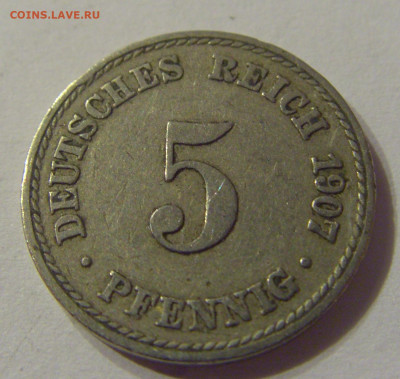 COINS.LAVE.RU
DEUTSCHES REICH 1907
5
· PFENNIG ·